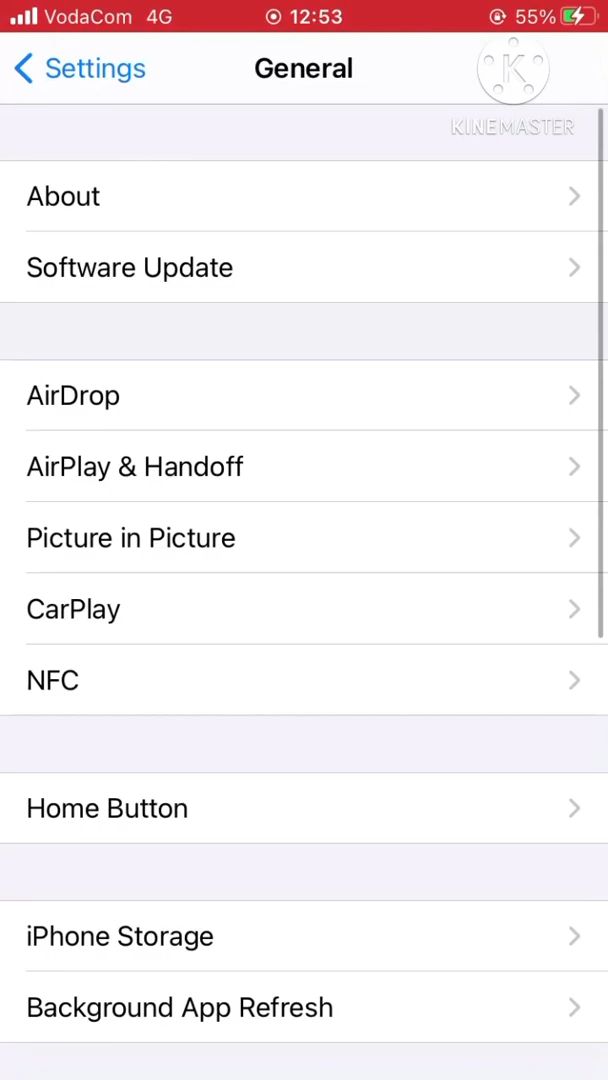 VodaCom 4G 12:53 55%
Settings General
K
KINEMASTER
About
Software Update
AirDrop
AirPlay & Handoff
Picture in Picture
CarPlay
NFC
Home Button
iPhone Storage
Background App Refresh